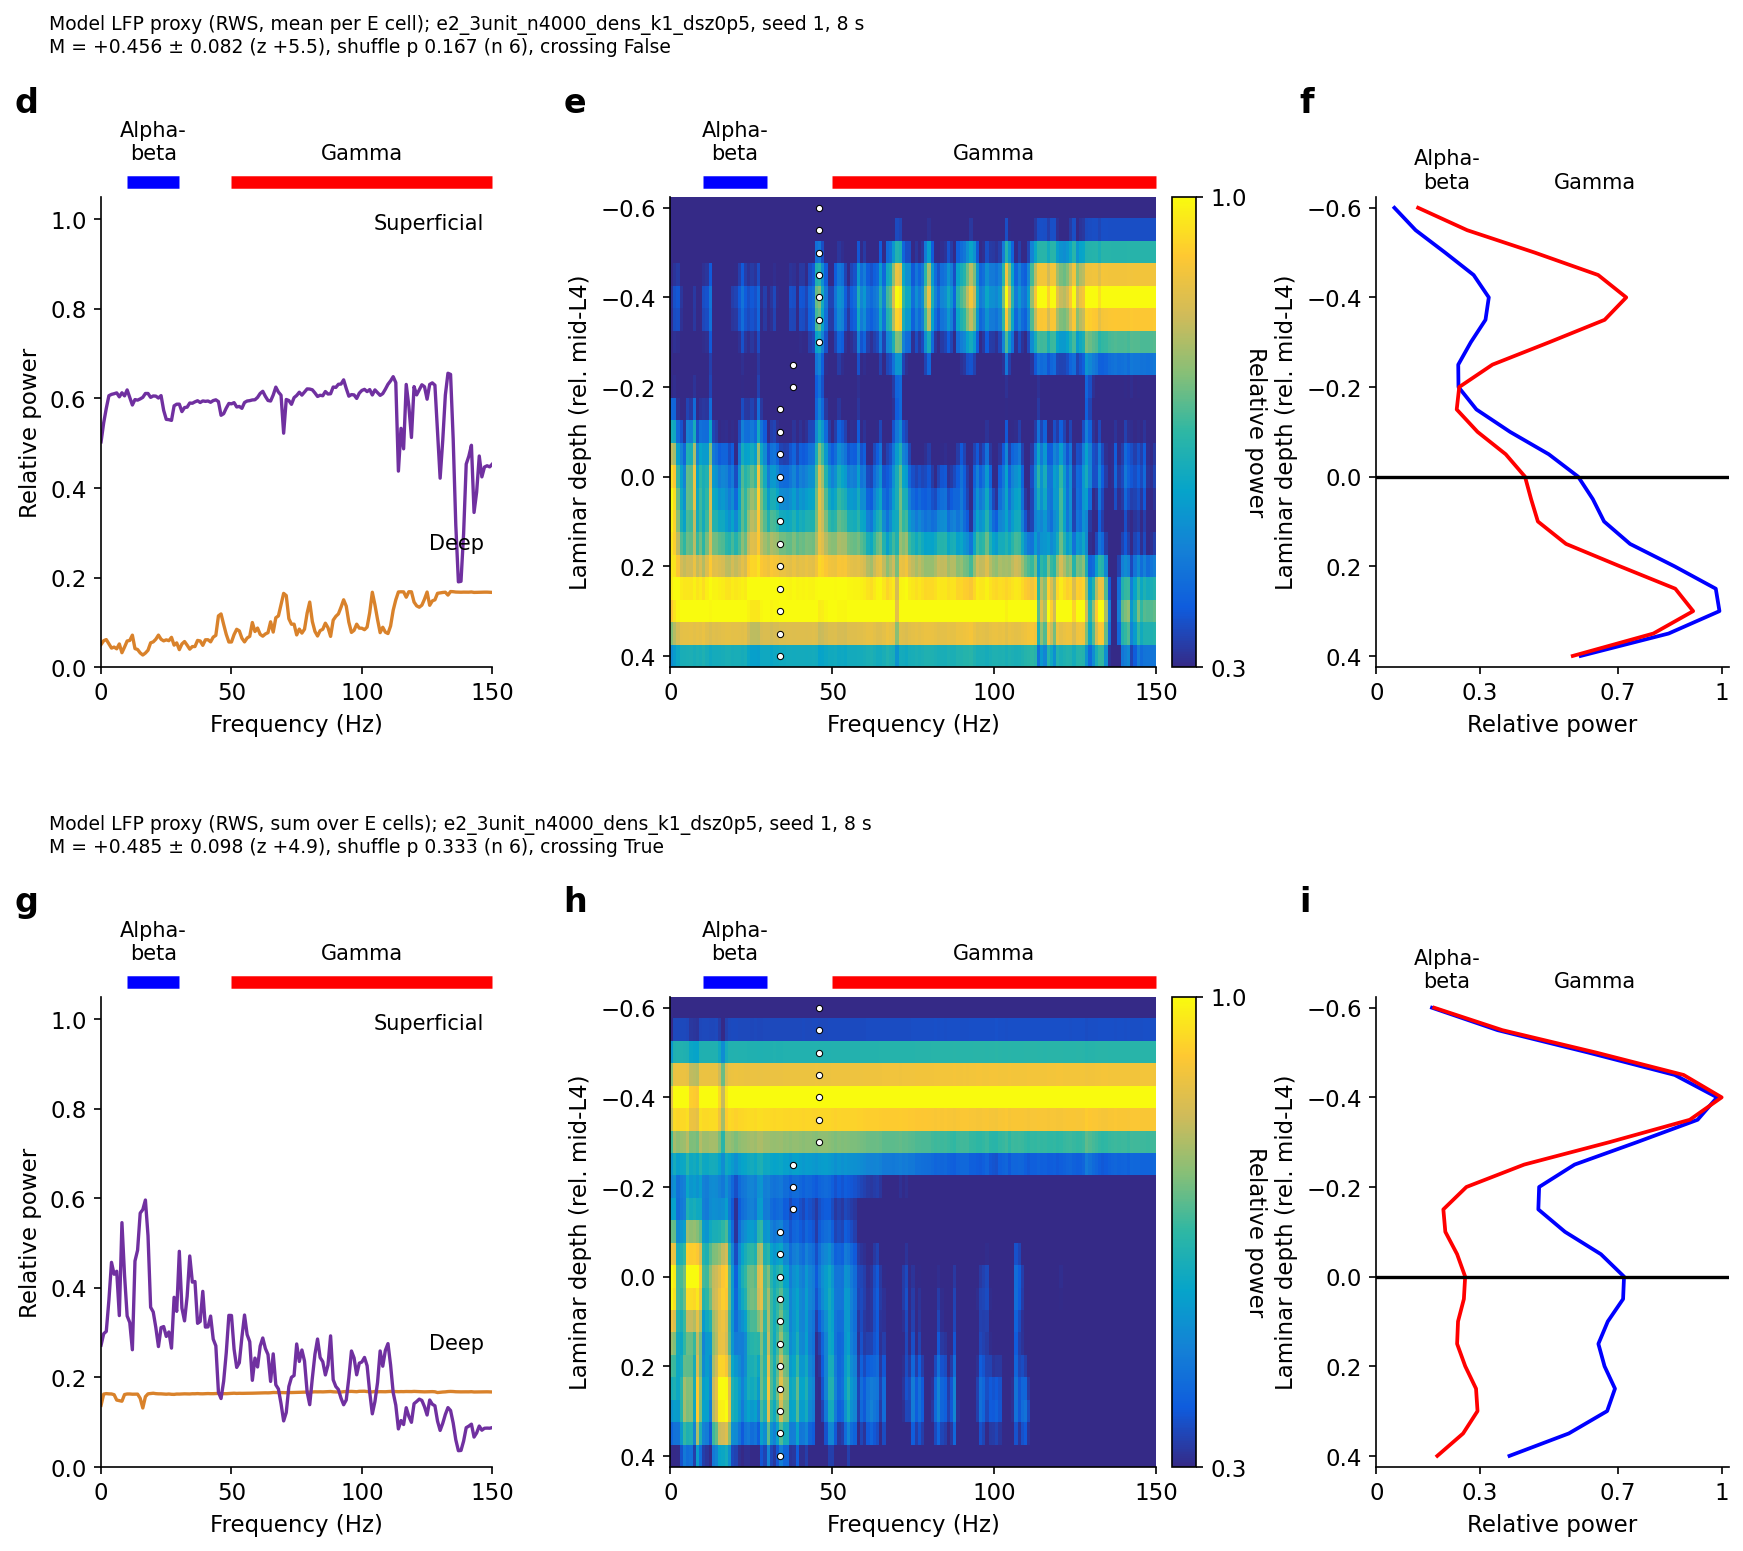 Model LFP proxy (RWS, mean per E cell); e2_3unit_n4000_dens_k1_dsz0p5, seed 1, 8 s
M = +0.456 ± 0.082 (z +5.5), shuffle p 0.167 (n 6), crossing False
d
Alpha-
beta
Gamma
Superficial
Deep
Relative power
1.0
0.8
0.6
0.4
0.2
0.0
0
50
100
150
Frequency (Hz)
e
Alpha-
beta
Gamma
Laminar depth (rel. mid-L4)
−0.6
−0.4
−0.2
0.0
0.2
0.4
0
50
100
150
Frequency (Hz)
1.0
0.3
Relative power
f
Alpha-
beta
Gamma
Laminar depth (rel. mid-L4)
−0.6
−0.4
−0.2
0.0
0.2
0.4
0
0.3
0.7
1
Relative power
Model LFP proxy (RWS, sum over E cells); e2_3unit_n4000_dens_k1_dsz0p5, seed 1, 8 s
M = +0.485 ± 0.098 (z +4.9), shuffle p 0.333 (n 6), crossing True
g
Alpha-
beta
Gamma
Superficial
Deep
Relative power
1.0
0.8
0.6
0.4
0.2
0.0
0
50
100
150
Frequency (Hz)
h
Alpha-
beta
Gamma
Laminar depth (rel. mid-L4)
−0.6
−0.4
−0.2
0.0
0.2
0.4
0
50
100
150
Frequency (Hz)
1.0
0.3
Relative power
i
Alpha-
beta
Gamma
Laminar depth (rel. mid-L4)
−0.6
−0.4
−0.2
0.0
0.2
0.4
0
0.3
0.7
1
Relative power